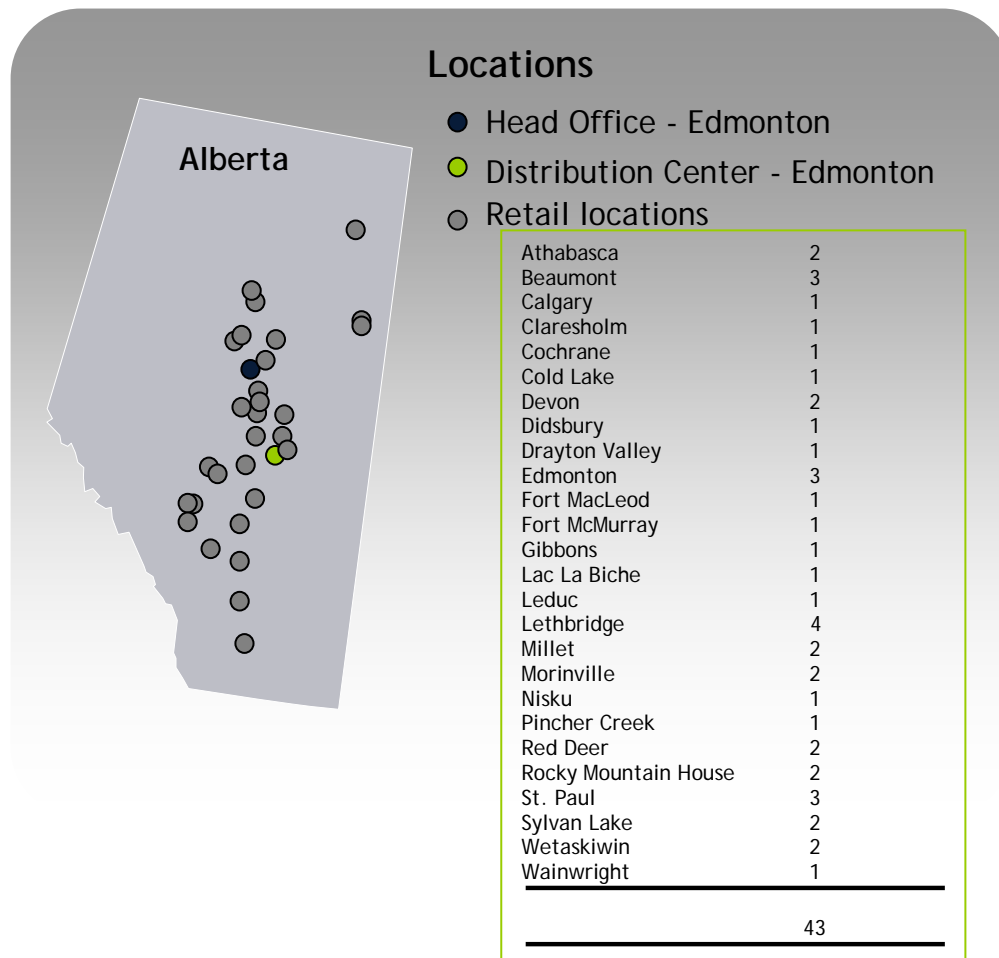 Locations
Head Office - Edmonton
Alberta
Distribution Center - Edmonton
Retail locations
Athabasca 2
Beaumont 3
Calgary 1
Claresholm 1
Cochrane 1
Cold Lake 1
Devon 2
Didsbury 1
Drayton Valley 1
Edmonton 3
Fort MacLeod 1
Fort McMurray 1
Gibbons 1
Lac La Biche 1
Leduc 1
Lethbridge 4
Millet 2
Morinville 2
Nisku 1
Pincher Creek 1
Red Deer 2
Rocky Mountain House 2
St. Paul 3
Sylvan Lake 2
Wetaskiwin 2
Wainwright 1
43